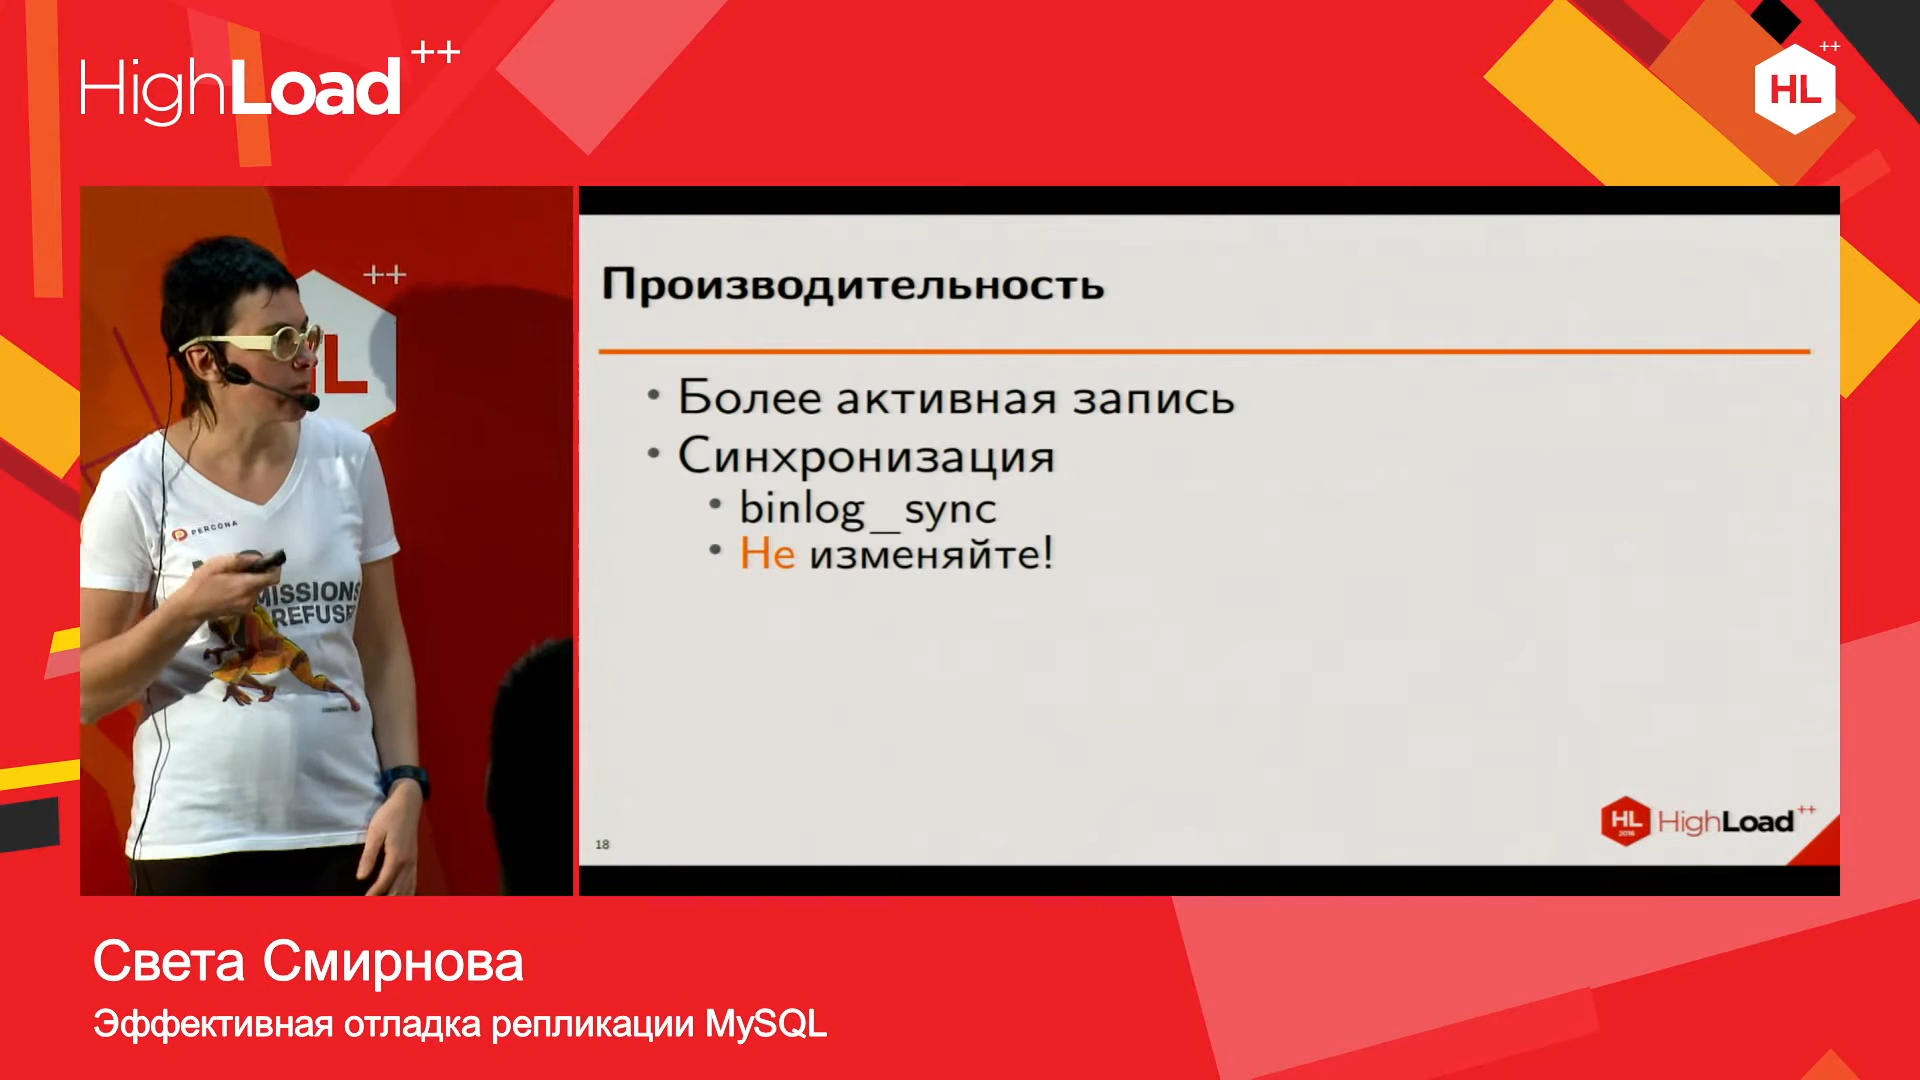 HighLoad++
HL++
++
L
PERCONA
MISSIONS
REFUSE
Производительность
• Более активная запись
• Синхронизация
• binlog_sync
• Не изменяйте!
18
HL
2016
HighLoad++
Света Смирнова
Эффективная отладка репликации MySQL